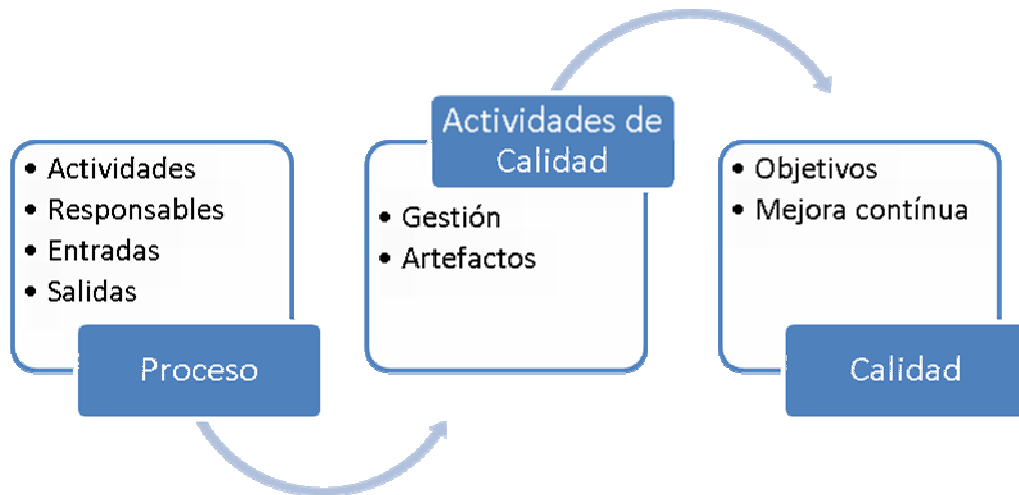 • Actividades
• Responsables
• Entradas
• Salidas
Proceso
Actividades de
Calidad
• Gestión
• Artefactos
• Objetivos
• Mejora contínua
Calidad